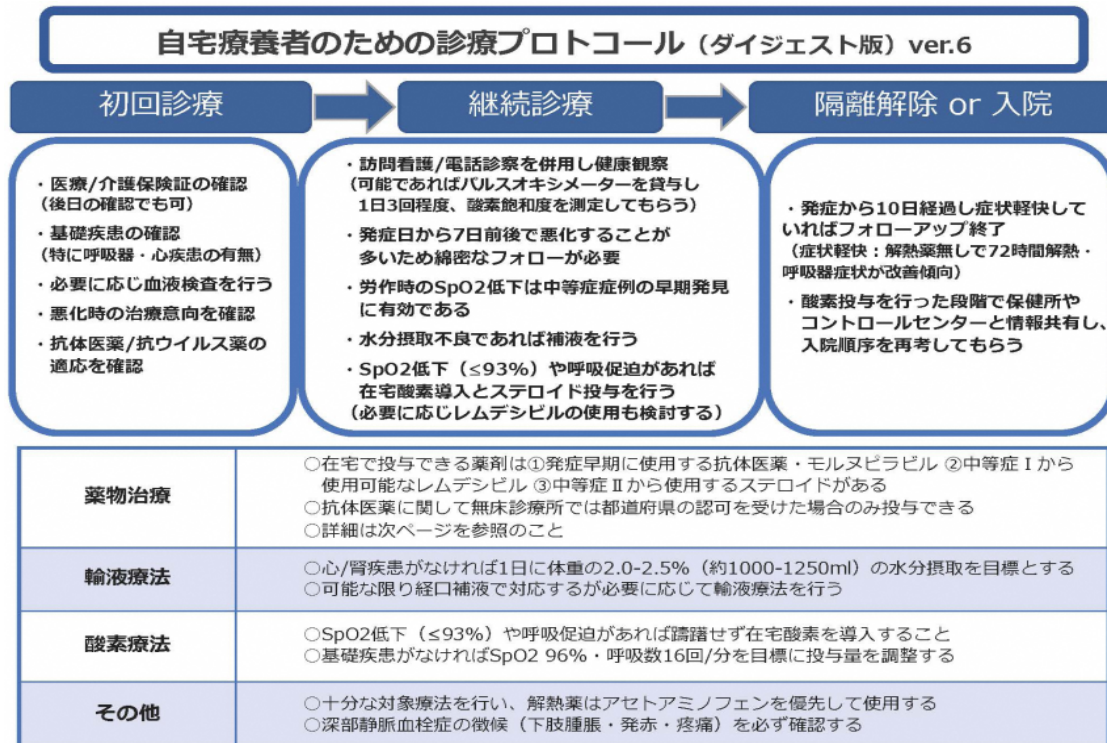 自宅療養者のための診療プロトコール（ダイジェスト版）ver.6
初回診療
継続診療
隔離解除 or 入院
・医療/介護保険証の確認
（後日の確認でも可）
・基礎疾患の確認
（特に呼吸器・心疾患の有無）
・必要に応じ血液検査を行う
・悪化時の治療意向を確認
・抗体医薬/抗ウイルス薬の
適応を確認
・訪問看護/電話診察を併用し健康観察
（可能であればパルスオキシメーターを貸与し
1日3回程度、酸素飽和度を測定してもらう）
・発症日から7日前後で悪化することが
多いため綿密なフォローが必要
・労作時のSpO2低下は中等症症例の早期発見
に有効である
・水分摂取不良であれば補液を行う
・SpO2低下（≤93%）や呼吸促迫があれば
在宅酸素導入とステロイド投与を行う
（必要に応じレムデシビルの使用も検討する）
・発症から10日経過し症状軽快して
いればフォローアップ終了
（症状軽快：解熱薬無しで72時間解熱・
呼吸器症状が改善傾向）
・酸素投与を行った段階で保健所や
コントロールセンターと情報共有し、
入院順序を再考してもらう
薬物治療
○在宅で投与できる薬剤は①発症早期に使用する抗体医薬・モルヌピラビル ②中等症Ⅰから
使用可能なレムデシビル ③中等症Ⅱから使用するステロイドがある
○抗体医薬に関して無床診療所では都道府県の認可を受けた場合のみ投与できる
○詳細は次ページを参照のこと
輸液療法
○心/腎疾患がなければ1日に体重の2.0-2.5%（約1000-1250ml）の水分摂取を目標とする
○可能な限り経口補液で対応するが必要に応じて輸液療法を行う
酸素療法
○SpO2低下（≤93%）や呼吸促迫があれば躊躇せず在宅酸素を導入すること
○基礎疾患がなければSpO2 96%・呼吸数16回/分を目標に投与量を調整する
その他
○十分な対象療法を行い、解熱薬はアセトアミノフェンを優先して使用する
○深部静脈血栓症の徴候（下肢腫脹・発赤・疼痛）を必ず確認する